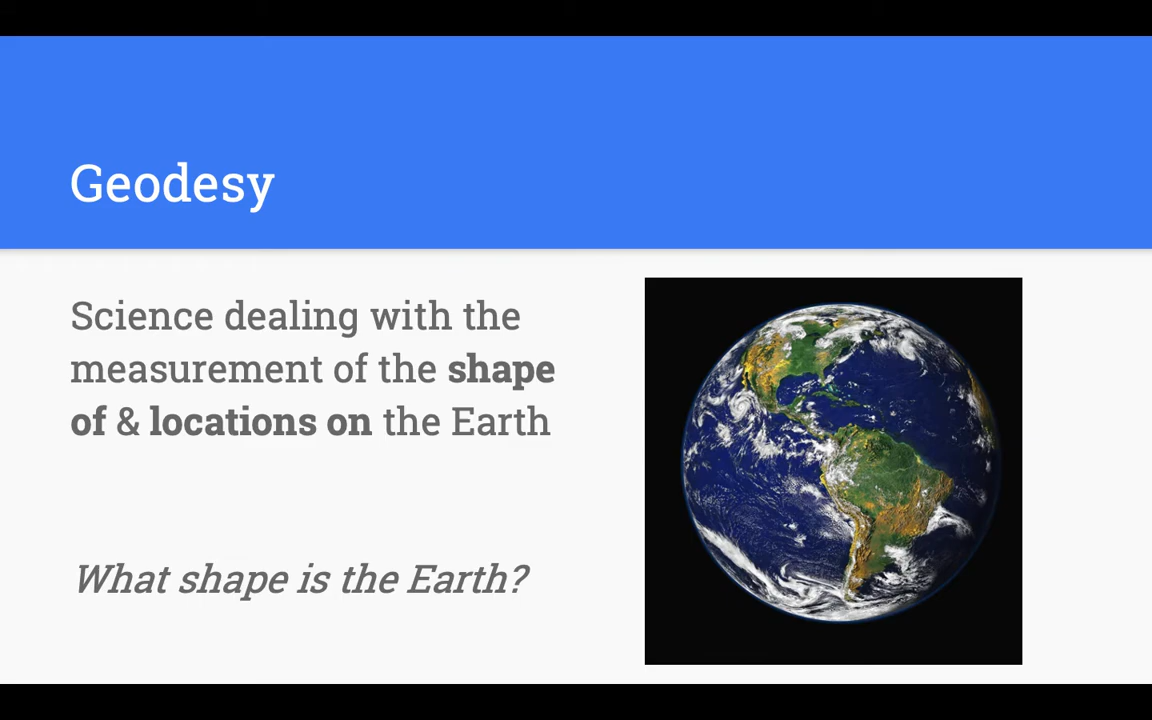 Geodesy
Science dealing with the
measurement of the shape
of & locations on the Earth
What shape is the Earth?